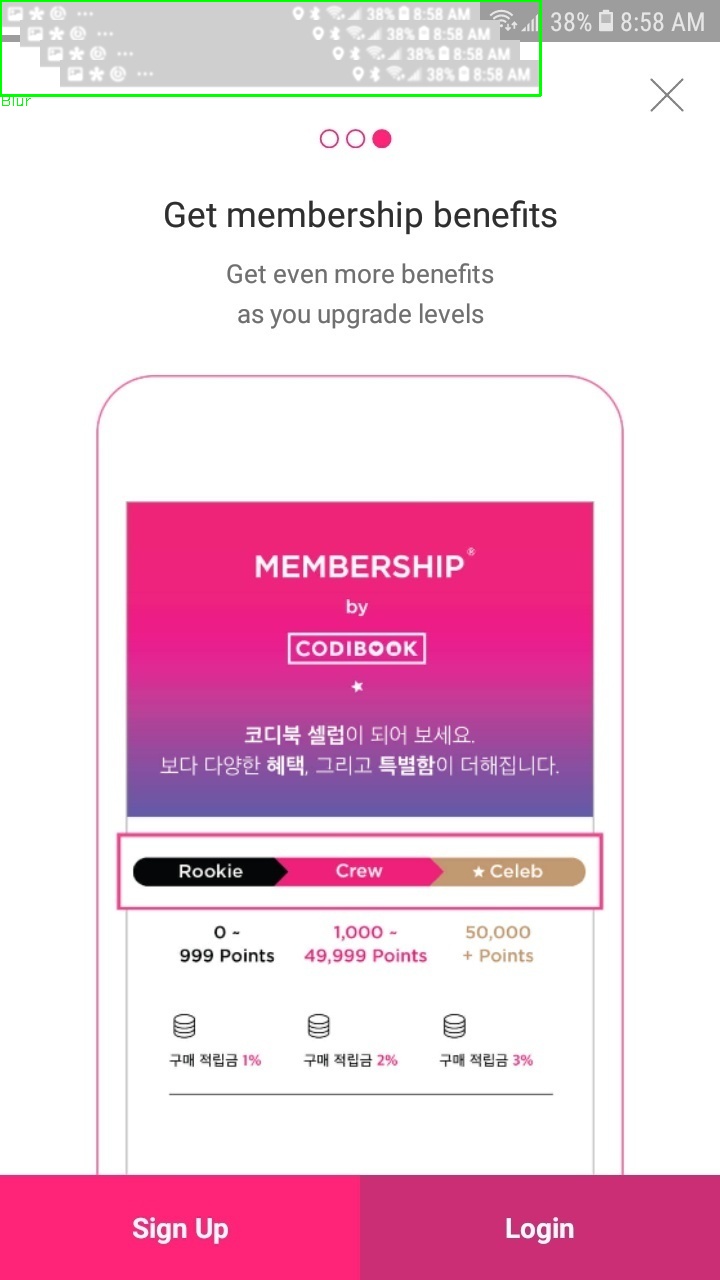 38% 8:58 AM
38% 8:58 AM
38% 8:58 AM
38% 8:58 AM
38% 8:58 AM
Blur
Get membership benefits
Get even more benefits
as you upgrade levels
MEMBERSHIP®
by
CODIBOOK
코디북 셀럽이 되어 보세요.
보다 다양한 혜택, 그리고 특별함이 더해집니다.
Rookie Crew ★ Celeb
0 ~ 1,000 ~ 50,000
999 Points 49,999 Points + Points
구매 적립금 1% 구매 적립금 2% 구매 적립금 3%
Sign Up Login